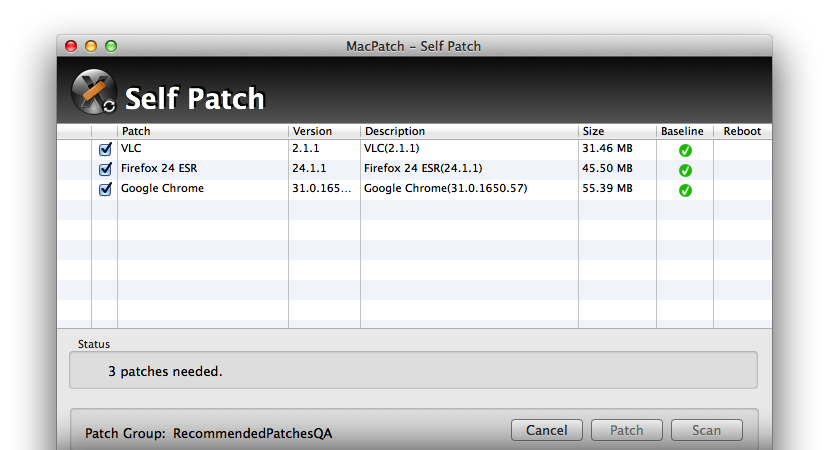 MacPatch – Self Patch
Self Patch
Patch Version Description Size Baseline Reboot
VLC 2.1.1 VLC(2.1.1) 31.46 MB
Firefox 24 ESR 24.1.1 Firefox 24 ESR(24.1.1) 45.50 MB
Google Chrome 31.0.165... Google Chrome(31.0.1650.57) 55.39 MB
Status
3 patches needed.
Patch Group: RecommendedPatchesQA Cancel Patch Scan